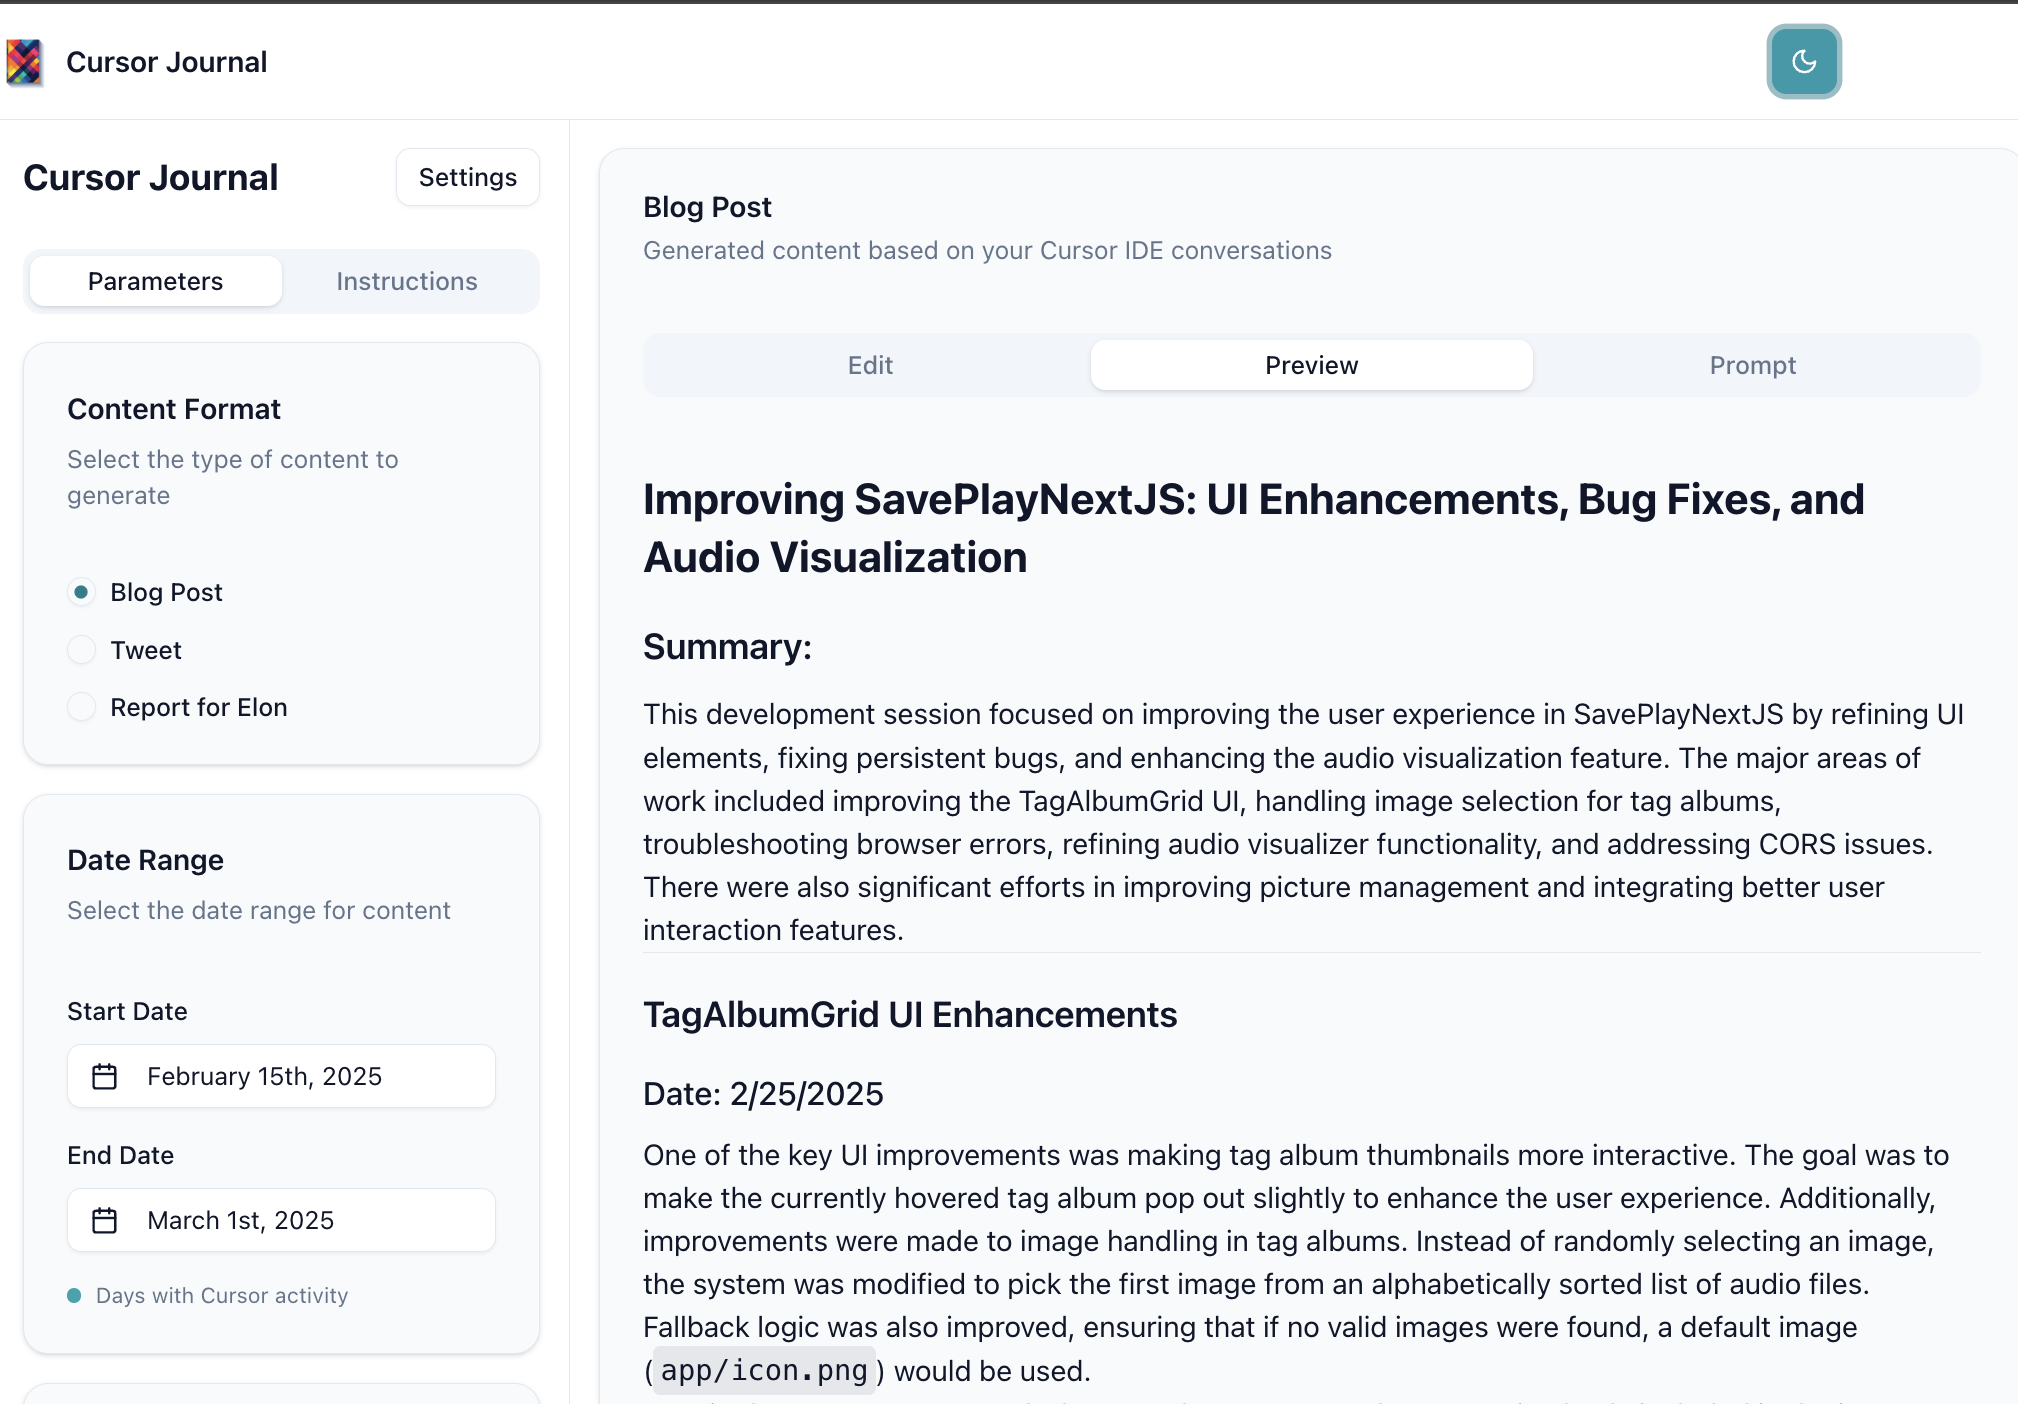 Cursor Journal
Cursor Journal
Settings
Parameters
Instructions
Content Format
Select the type of content to
generate
Blog Post
Tweet
Report for Elon
Date Range
Select the date range for content
Start Date
February 15th, 2025
End Date
March 1st, 2025
Days with Cursor activity
Blog Post
Generated content based on your Cursor IDE conversations
Edit
Preview
Prompt
Improving SavePlayNextJS: UI Enhancements, Bug Fixes, and
Audio Visualization
Summary:
This development session focused on improving the user experience in SavePlayNextJS by refining UI
elements, fixing persistent bugs, and enhancing the audio visualization feature. The major areas of
work included improving the TagAlbumGrid UI, handling image selection for tag albums,
troubleshooting browser errors, refining audio visualizer functionality, and addressing CORS issues.
There were also significant efforts in improving picture management and integrating better user
interaction features.
TagAlbumGrid UI Enhancements
Date: 2/25/2025
One of the key UI improvements was making tag album thumbnails more interactive. The goal was to
make the currently hovered tag album pop out slightly to enhance the user experience. Additionally,
improvements were made to image handling in tag albums. Instead of randomly selecting an image,
the system was modified to pick the first image from an alphabetically sorted list of audio files.
Fallback logic was also improved, ensuring that if no valid images were found, a default image
(app/icon.png) would be used.